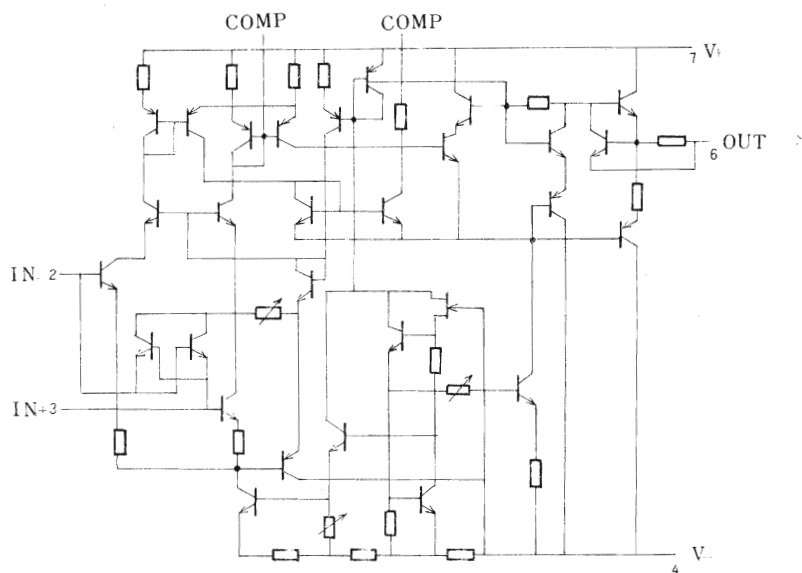 COMP
COMP
7 V+
OUT
6
IN- 2
IN+3
V-
4